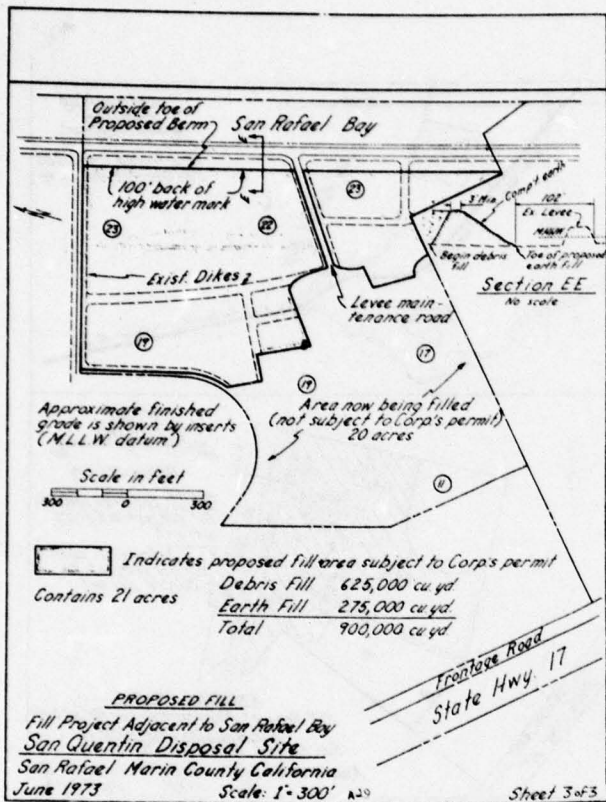 Outside toe of
Proposed Berm
San Rafael Bay
100' back of
high water mark
23
22
23
Exist. Dikes
19
Levee main-
tenance road
3' Min.
Comp't earth
102'
Ex. Levee
MHHW
Begin debris
fill
Toe of proposed
earth fill
Section EE
No scale
17
19
Area now being filled
(not subject to Corp's permit)
20 acres
11
Approximate finished
grade is shown by inserts
(M.L.L.W. datum)
Scale in feet
300 0 300
Indicates proposed fill area subject to Corp's permit
Contains 21 acres
Debris Fill 625,000 cu. yd.
Earth Fill 275,000 cu. yd.
Total 900,000 cu. yd.
Frontage Road
State Hwy. 17
PROPOSED FILL
Fill Project Adjacent to San Rafael Bay
San Quentin Disposal Site
San Rafael Marin County California
June 1973 Scale: 1"=300' A29 Sheet 3 of 3